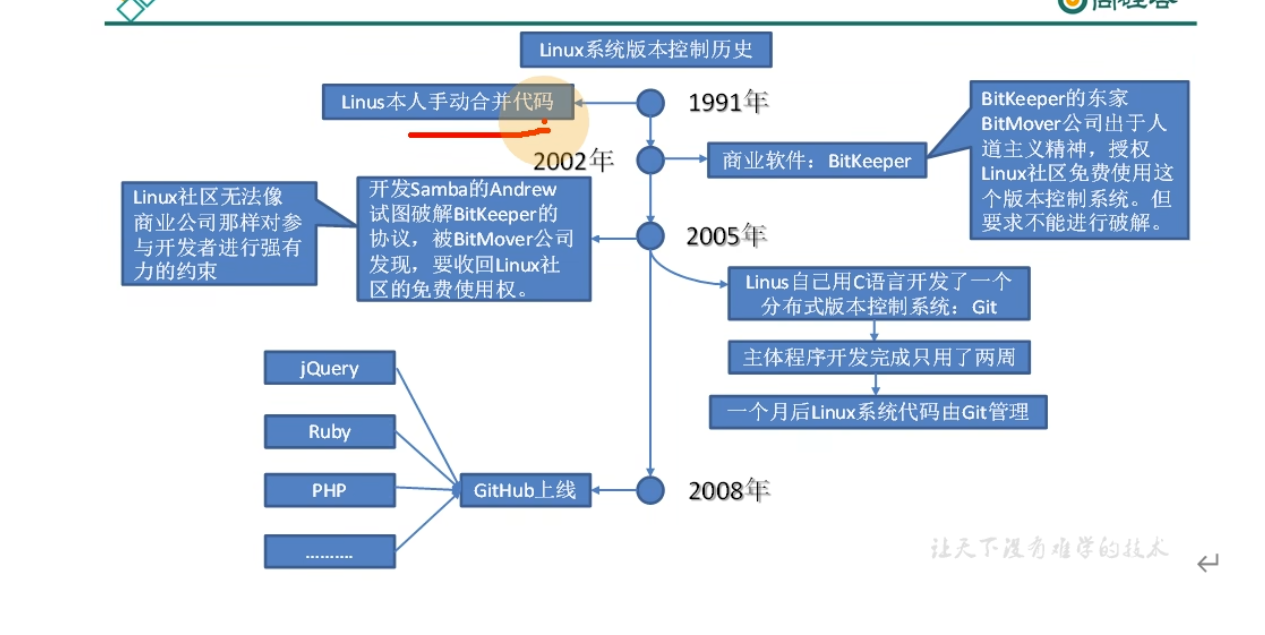 Linux系统版本控制历史
Linus本人手动合并代码
1991年
2002年
商业软件：BitKeeper
BitKeeper的东家
BitMover公司出于人
道主义精神，授权
Linux社区免费使用这
个版本控制系统。但
要求不能进行破解。
Linux社区无法像
商业公司那样对参
与开发者进行强有
力的约束
开发Samba的Andrew
试图破解BitKeeper的
协议，被BitMover公司
发现，要收回Linux社
区的免费使用权。
2005年
Linus自己用C语言开发了一个
分布式版本控制系统：Git
主体程序开发完成只用了两周
一个月后Linux系统代码由Git管理
jQuery
Ruby
PHP
..........
GitHub上线
2008年
让天下没有难学的技术